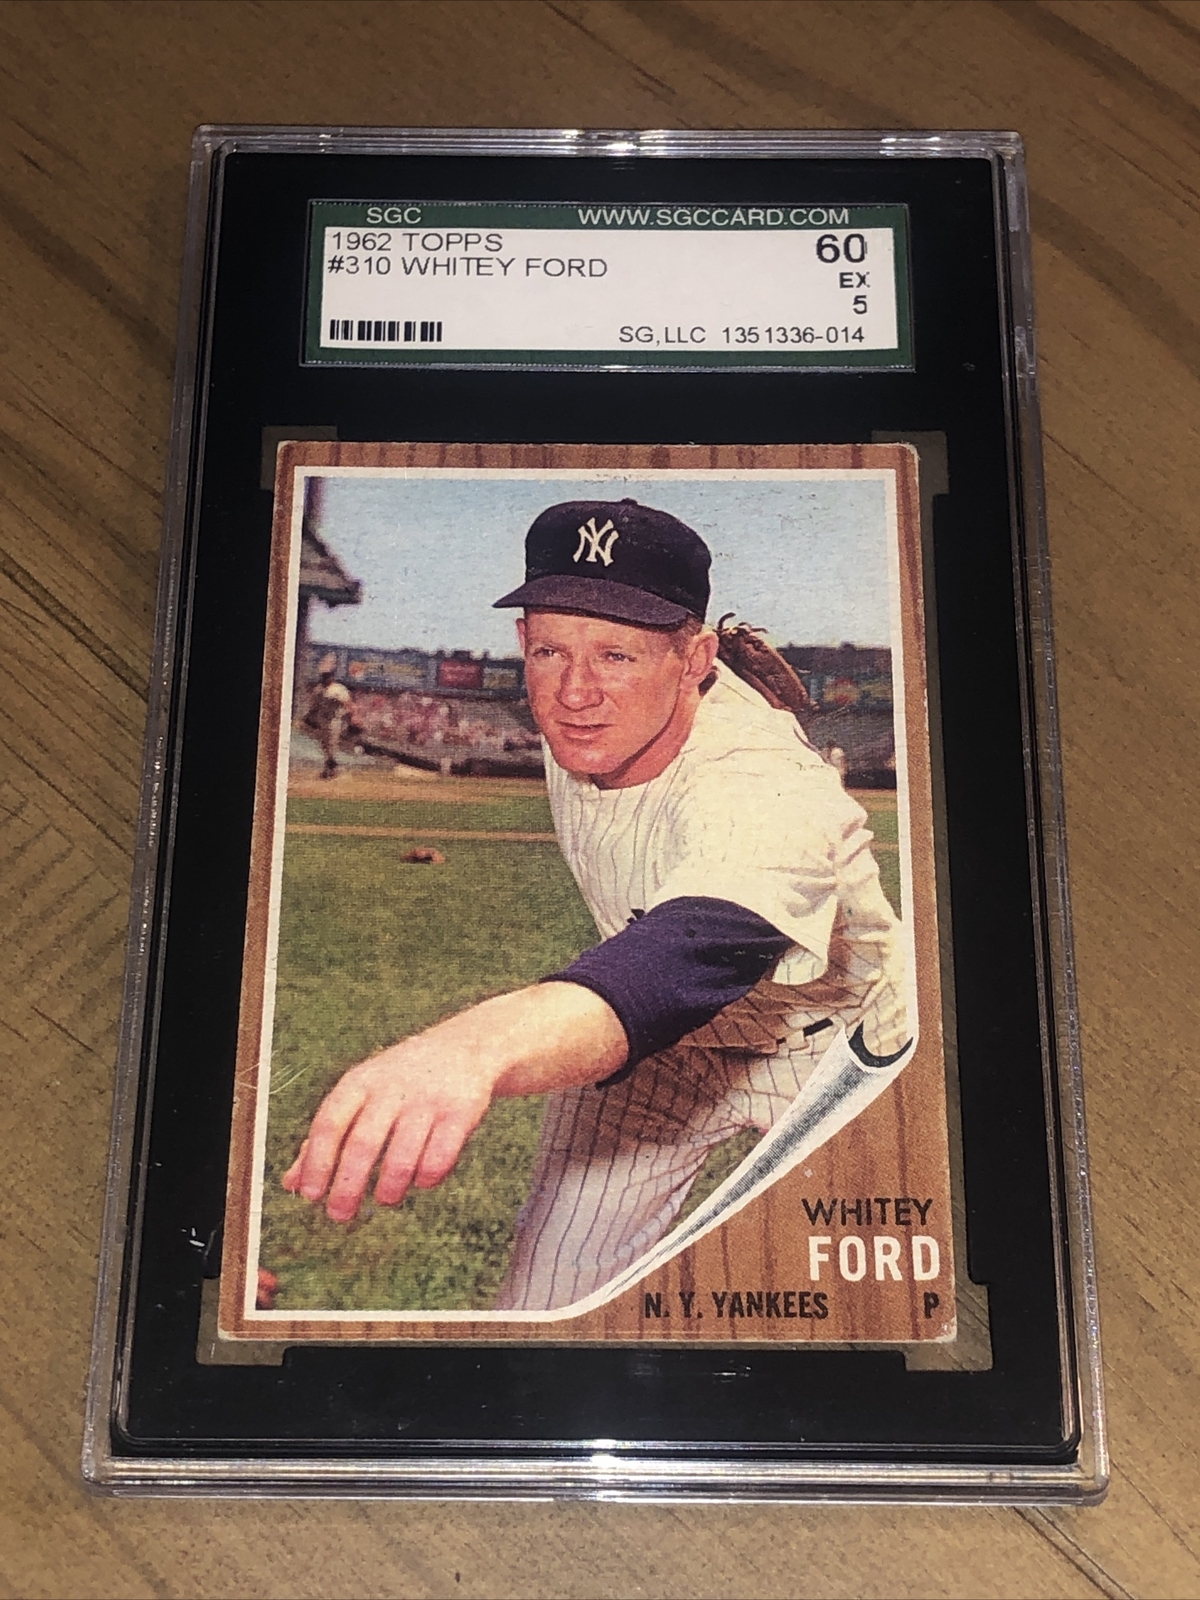 SGC WWW.SGCCARD.COM
1962 TOPPS 60
#310 WHITEY FORD EX
5
SG,LLC 1351336-014
NY
WHITEY
FORD
N. Y. YANKEES P